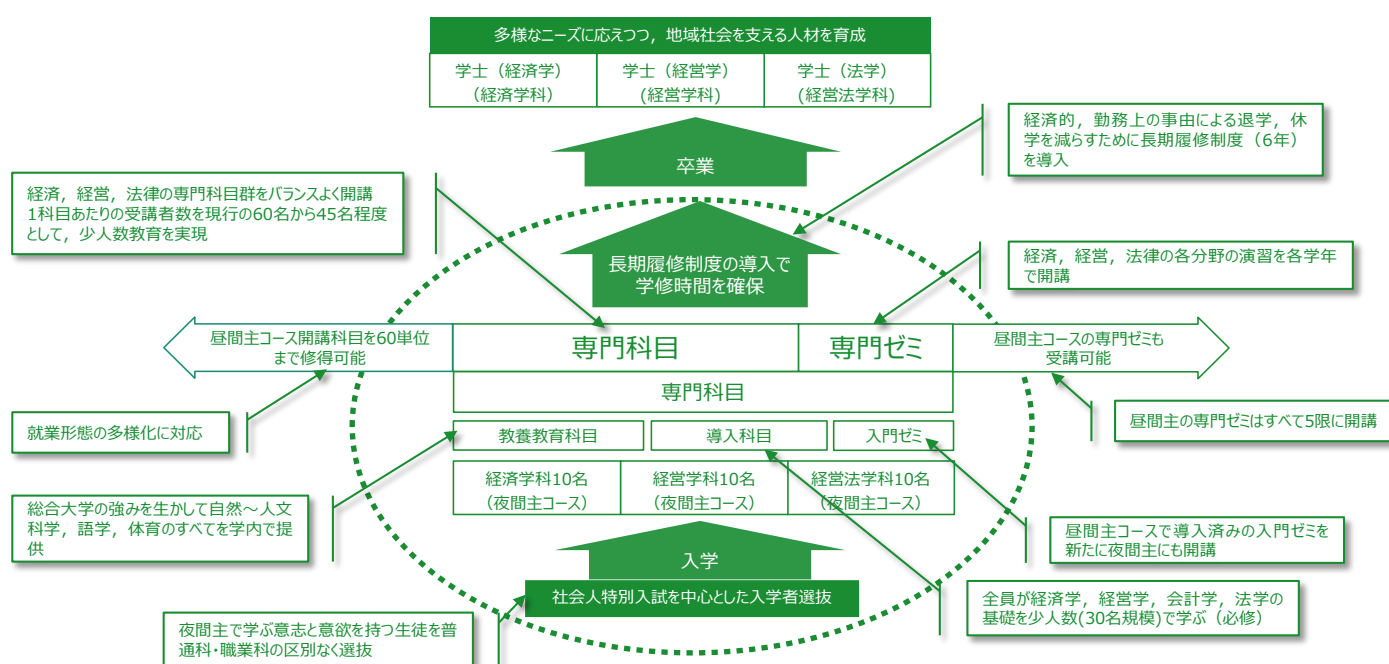 多様なニーズに応えつつ，地域社会を支える人材を育成
学士（経済学）
（経済学科）
学士（経営学）
(経営学科)
学士（法学）
(経営法学科)
卒業
経済的，勤務上の事由による退学，休
学を減らすために長期履修制度（6年）
を導入
経済，経営，法律の専門科目群をバランスよく開講
1科目あたりの受講者数を現行の60名から45名程度
として，少人数教育を実現
長期履修制度の導入で
学修時間を確保
経済，経営，法律の各分野の演習を各学年
で開講
昼間主コース開講科目を60単位
まで修得可能
専門科目
専門ゼミ
昼間主コースの専門ゼミも
受講可能
専門科目
就業形態の多様化に対応
教養教育科目
導入科目
入門ゼミ
昼間主の専門ゼミはすべて5限に開講
経済学科10名
（夜間主コース）
経営学科10名
（夜間主コース）
経営法学科10名
（夜間主コース）
総合大学の強みを生かして自然～人文
科学，語学，体育のすべてを学内で提
供
昼間主コースで導入済みの入門ゼミを
新たに夜間主にも開講
入学
社会人特別入試を中心とした入学者選抜
全員が経済学，経営学，会計学，法学の
基礎を少人数(30名規模)で学ぶ（必修）
夜間主で学ぶ意志と意欲を持つ生徒を普
通科・職業科の区別なく選抜